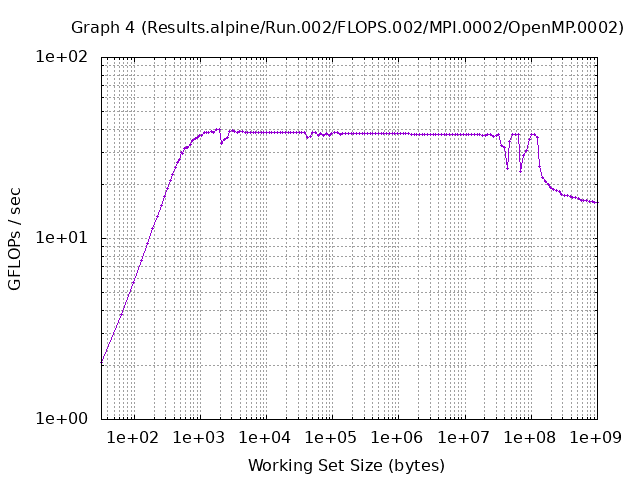 Graph 4 (Results.alpine/Run.002/FLOPS.002/MPI.0002/OpenMP.0002)
1e+02
1e+01
1e+00
GFLOPs / sec
1e+02 1e+03 1e+04 1e+05 1e+06 1e+07 1e+08 1e+09
Working Set Size (bytes)